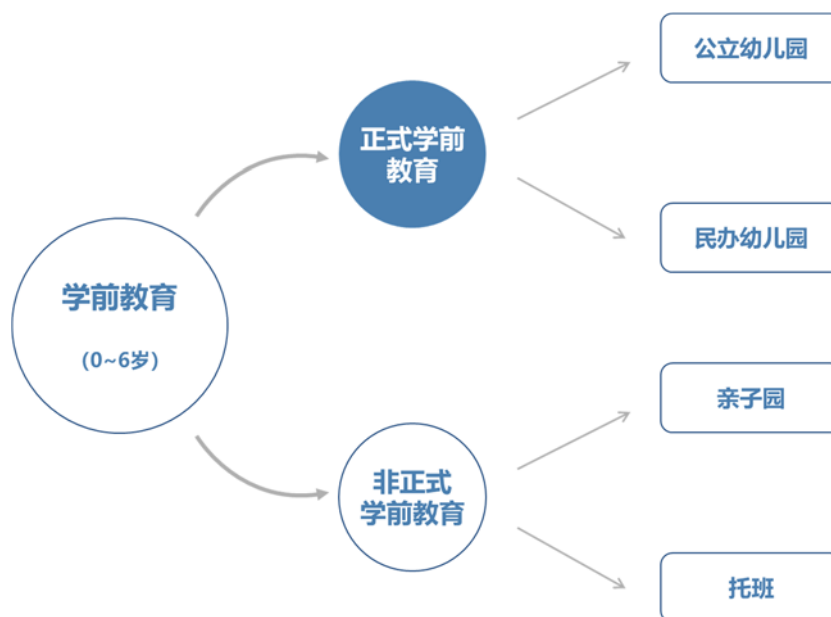 公立幼儿园
正式学前
教育
民办幼儿园
学前教育
(0~6岁)
亲子园
非正式
学前教育
托班